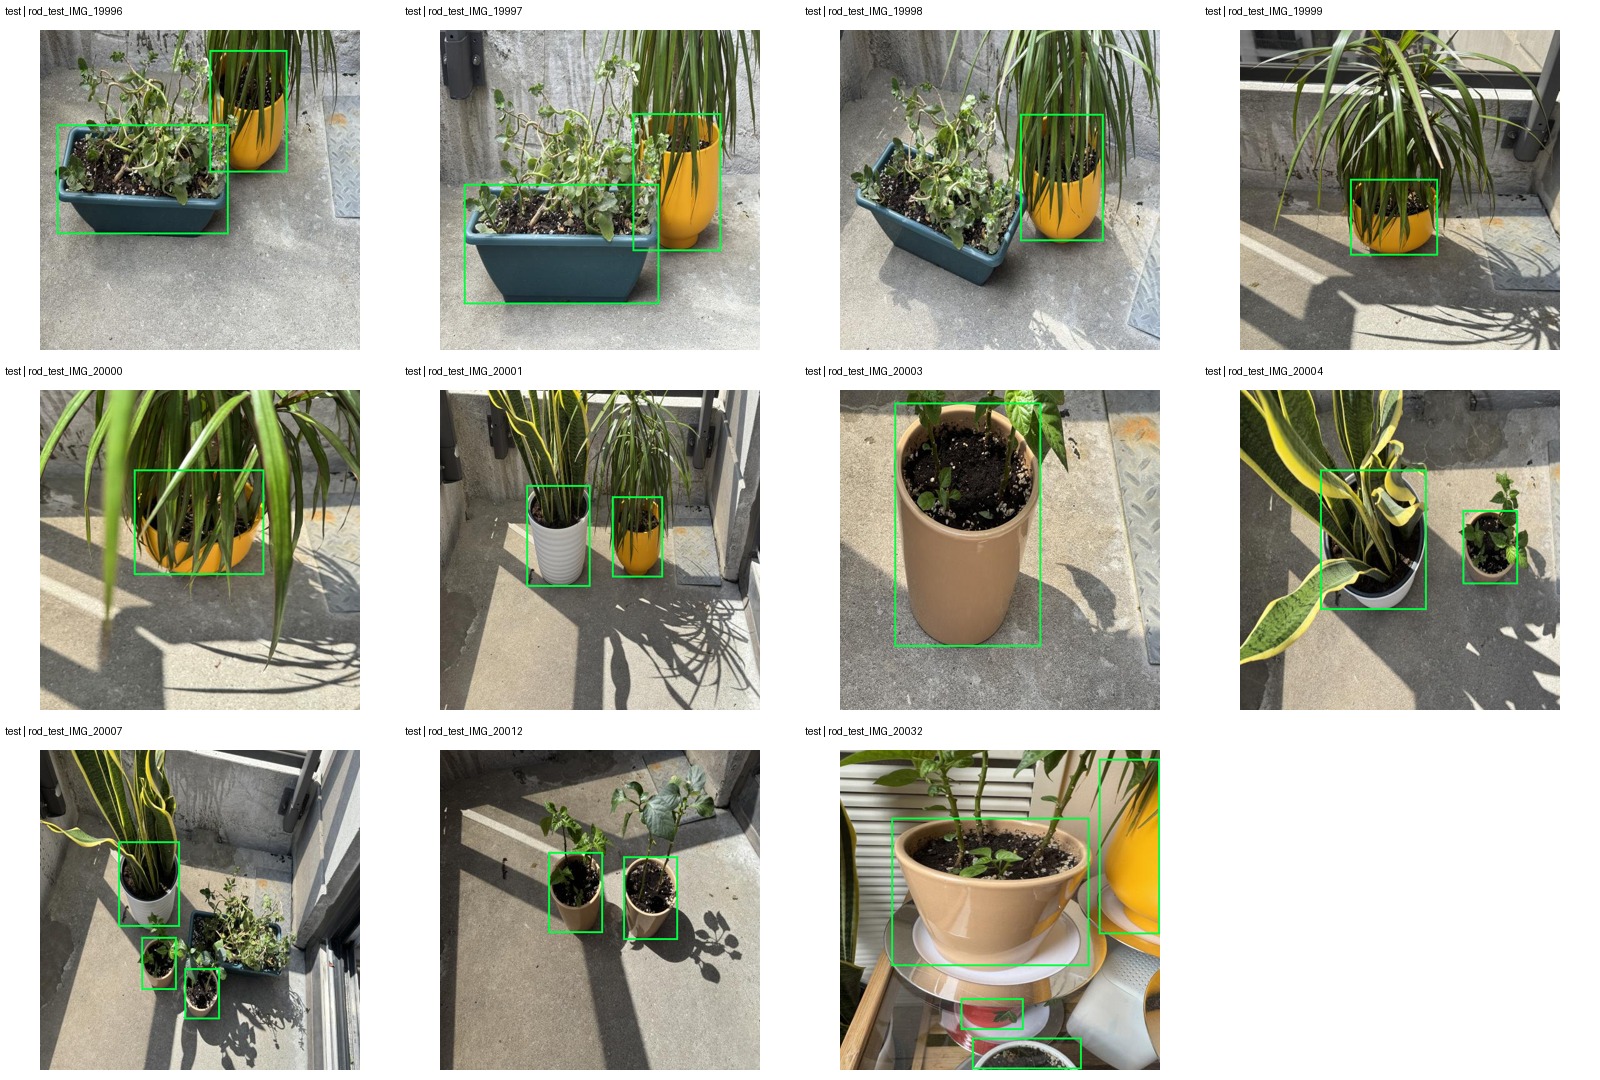 test | rod_test_IMG_19996
test | rod_test_IMG_19997
test | rod_test_IMG_19998
test | rod_test_IMG_19999
test | rod_test_IMG_20000
test | rod_test_IMG_20001
test | rod_test_IMG_20003
test | rod_test_IMG_20004
test | rod_test_IMG_20007
test | rod_test_IMG_20012
test | rod_test_IMG_20032